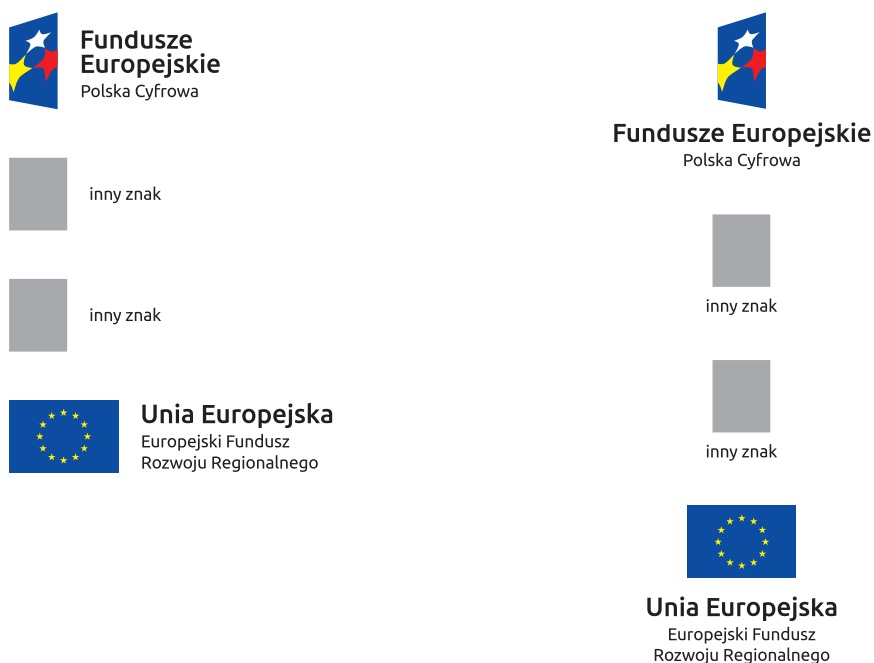 Fundusze
Europejskie
Polska Cyfrowa
inny znak
inny znak
Unia Europejska
Europejski Fundusz
Rozwoju Regionalnego
Fundusze Europejskie
Polska Cyfrowa
inny znak
inny znak
Unia Europejska
Europejski Fundusz
Rozwoju Regionalnego